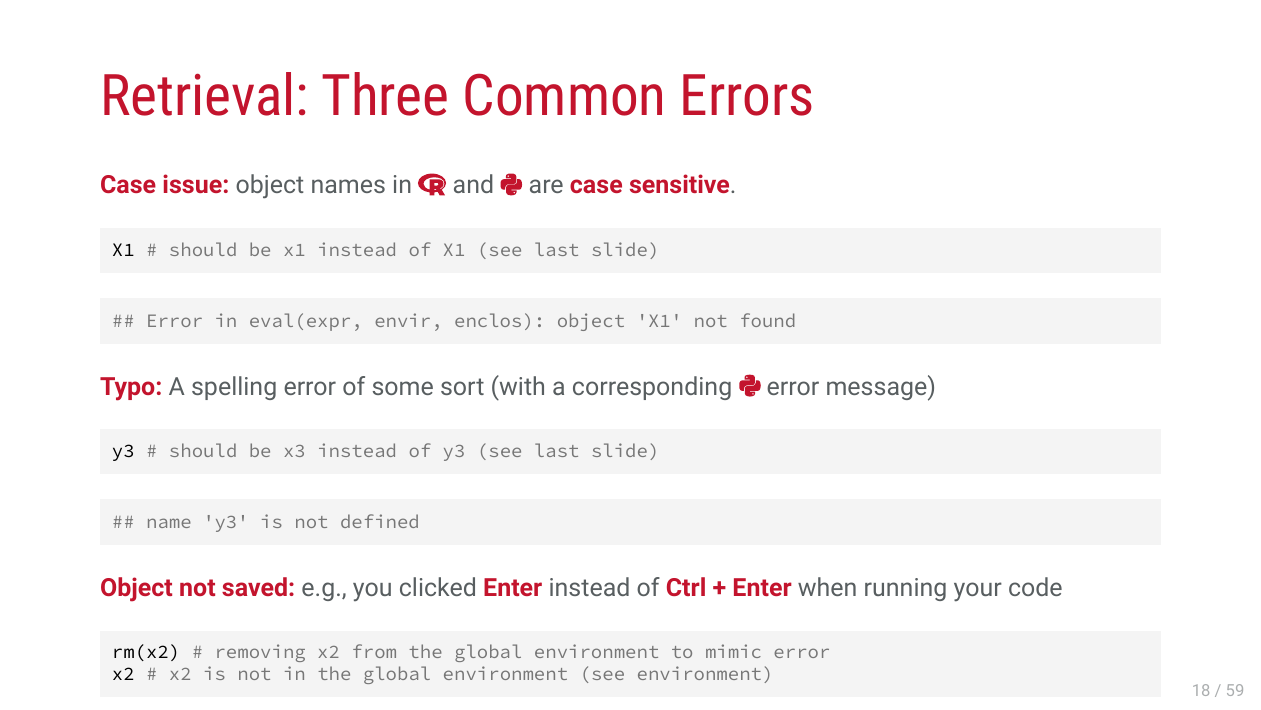 Retrieval: Three Common Errors
Case issue: object names in R and are case sensitive.
X1 # should be x1 instead of X1 (see last slide)
## Error in eval(expr, envir, enclos): object 'X1' not found
Typo: A spelling error of some sort (with a corresponding error message)
y3 # should be x3 instead of y3 (see last slide)
## name 'y3' is not defined
Object not saved: e.g., you clicked Enter instead of Ctrl + Enter when running your code
rm(x2) # removing x2 from the global environment to mimic error
x2 # x2 is not in the global environment (see environment)
18 / 59